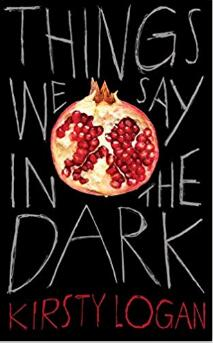 THINGS
WE SAY
IN THE
DARK
KIRSTY LOGAN